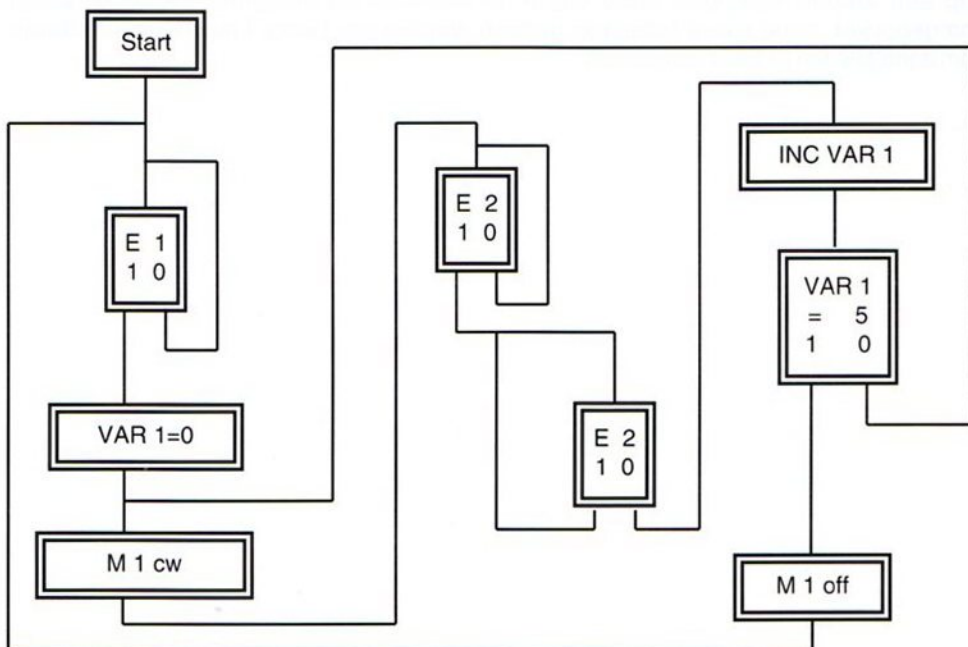 Start
E 1
1 0
VAR 1=0
M 1 cw
E 2
1 0
E 2
1 0
INC VAR 1
VAR 1
= 5
1 0
M 1 off